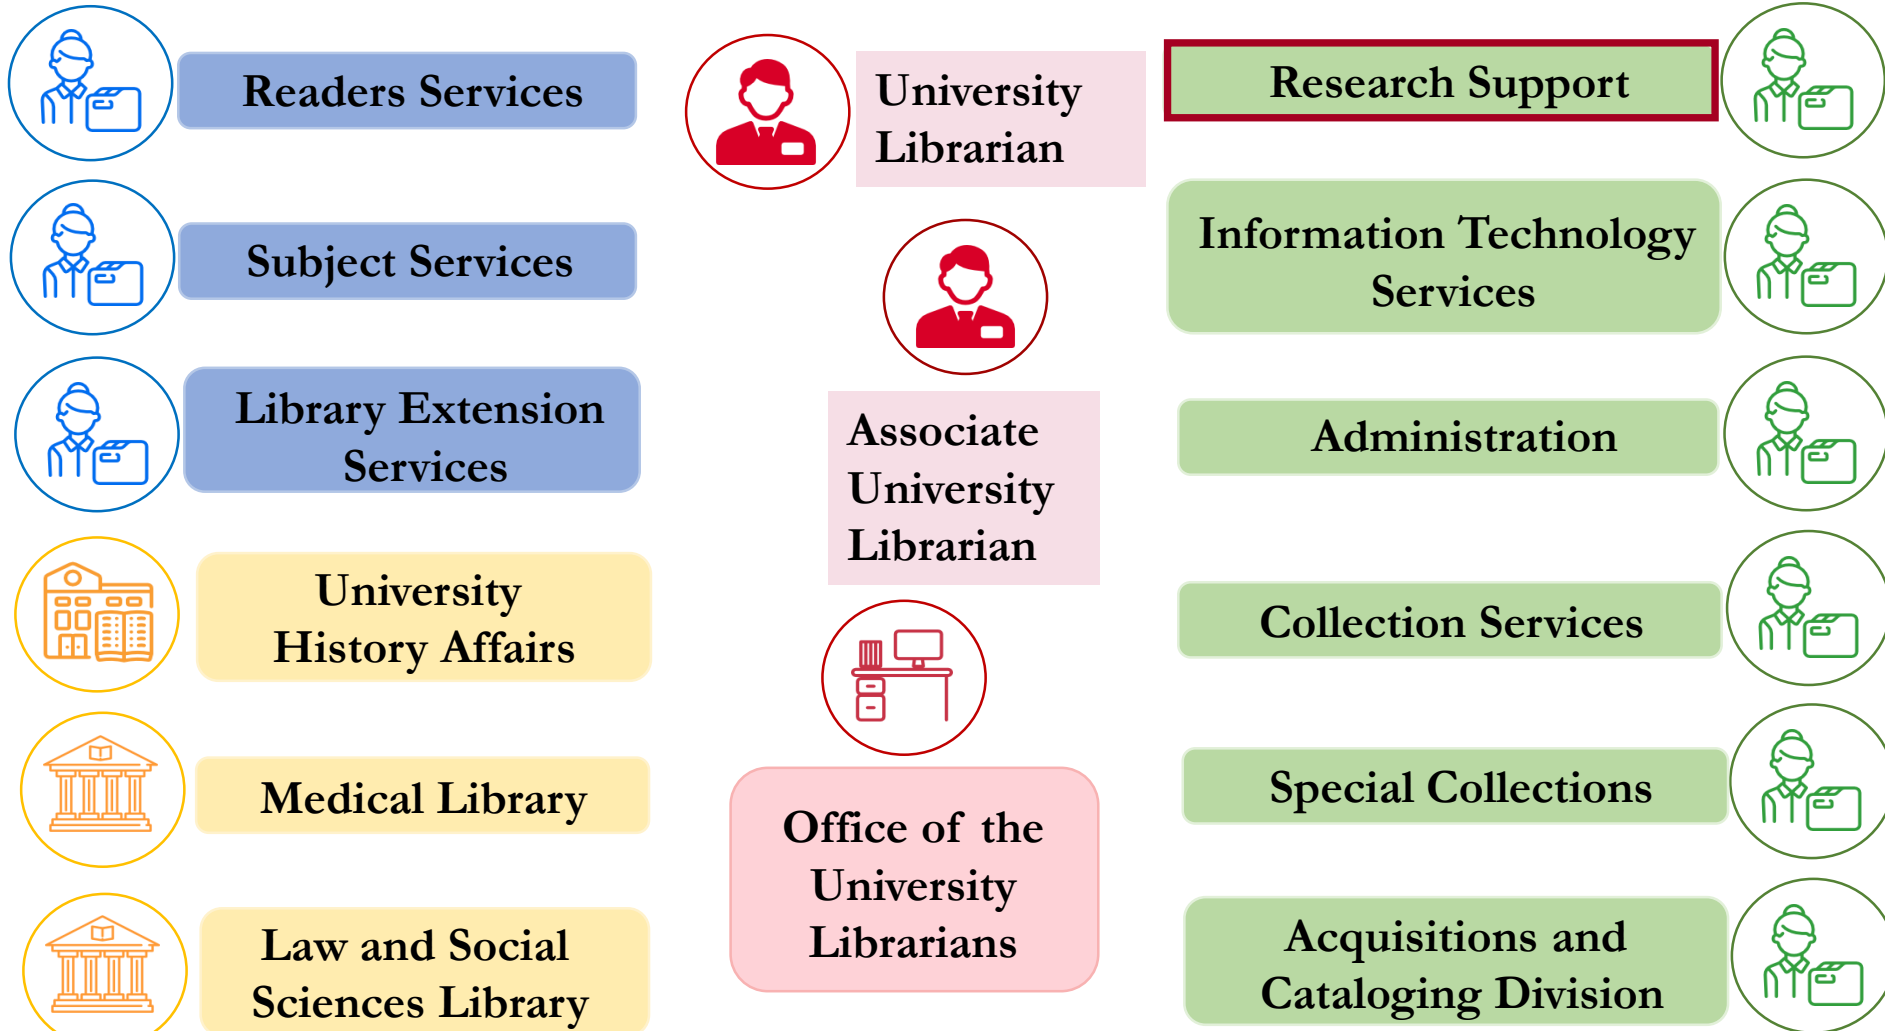 Readers Services
Subject Services
Library Extension
Services
University
History Affairs
Medical Library
Law and Social
Sciences Library
University
Librarian
Associate
University
Librarian
Office of the
University
Librarians
Research Support
Information Technology
Services
Administration
Collection Services
Special Collections
Acquisitions and
Cataloging Division